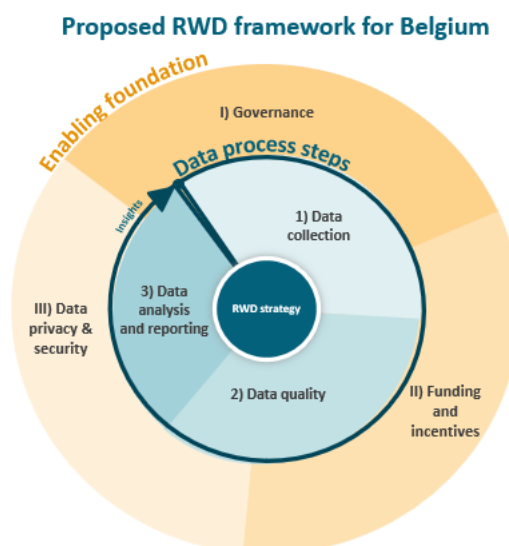 Proposed RWD framework for Belgium
Enabling foundation
I) Governance
Data process steps
Insights
1) Data
collection
3) Data
analysis
and reporting
RWD strategy
III) Data
privacy &
security
2) Data quality
II) Funding
and
incentives